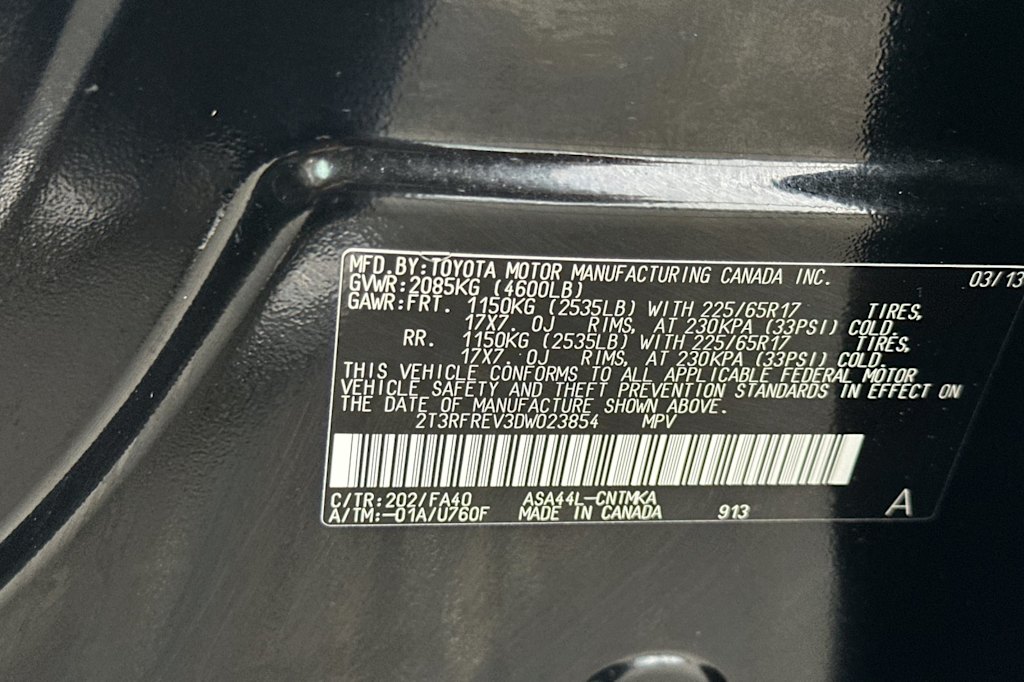 MFD.BY:TOYOTA MOTOR MANUFACTURING CANADA INC. 03/13
GVWR:2085KG (4600LB)
GAWR:FRT. 1150KG (2535LB) WITH 225/65R17 TIRES,
17X7. 0J RIMS, AT 230KPA (33PSI) COLD.
RR. 1150KG (2535LB) WITH 225/65R17 TIRES,
17X7. 0J RIMS, AT 230KPA (33PSI) COLD.
THIS VEHICLE CONFORMS TO ALL APPLICABLE FEDERAL MOTOR
VEHICLE SAFETY AND THEFT PREVENTION STANDARDS IN EFFECT ON
THE DATE OF MANUFACTURE SHOWN ABOVE.
2T3RFREV3DW023854 MPV
C/TR:202/FA40 ASA44L-CNTMKA
A/TM:-01A/U760F MADE IN CANADA 913 A